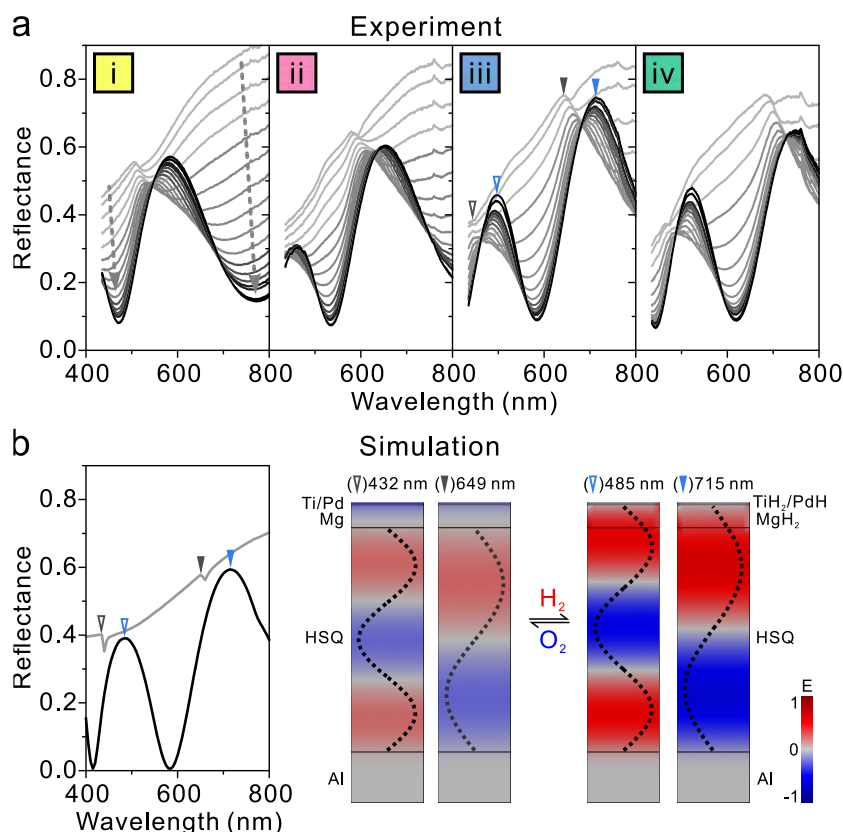 a Experiment
i ii iii iv
0.8
0.6
0.4
0.2
0.0
Reflectance
400 600 800 600 800 600 800 600 800
Wavelength (nm) Wavelength (nm)
b Simulation
0.8
0.6
0.4
0.2
0.0
Reflectance
400 600 800
Wavelength (nm)
(▽)432 nm (▼)649 nm (▽)485 nm (▼)715 nm
Ti/Pd
Mg
HSQ
Al
H₂
O₂
TiH₂/PdH
MgH₂
HSQ
Al
E
1
0
-1